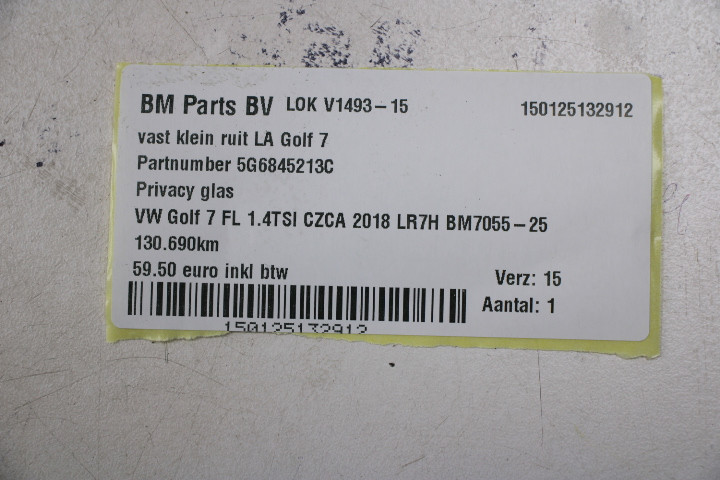 BM Parts BV LOK V1493-15 150125132912
vast klein ruit LA Golf 7
Partnumber 5G6845213C
Privacy glas
VW Golf 7 FL 1.4TSI CZCA 2018 LR7H BM7055-25
130.690km
59.50 euro inkl btw
Verz: 15
Aantal: 1
150125132912